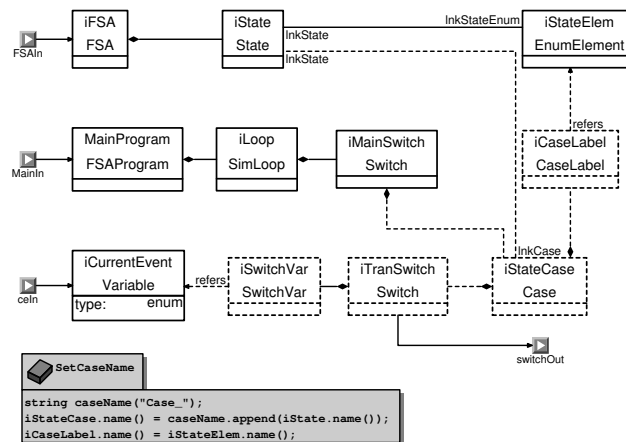 iFSA
FSA
FSAIn
iState
State
lnkState
lnkState
lnkStateEnum
iStateElem
EnumElement
refers
MainProgram
FSAProgram
MainIn
iLoop
SimLoop
iMainSwitch
Switch
iCaseLabel
CaseLabel
lnkCase
iCurrentEvent
Variable
type: enum
ceIn
refers
iSwitchVar
SwitchVar
iTranSwitch
Switch
iStateCase
Case
switchOut
SetCaseName
string caseName("Case_");
iStateCase.name() = caseName.append(iState.name());
iCaseLabel.name() = iStateElem.name();